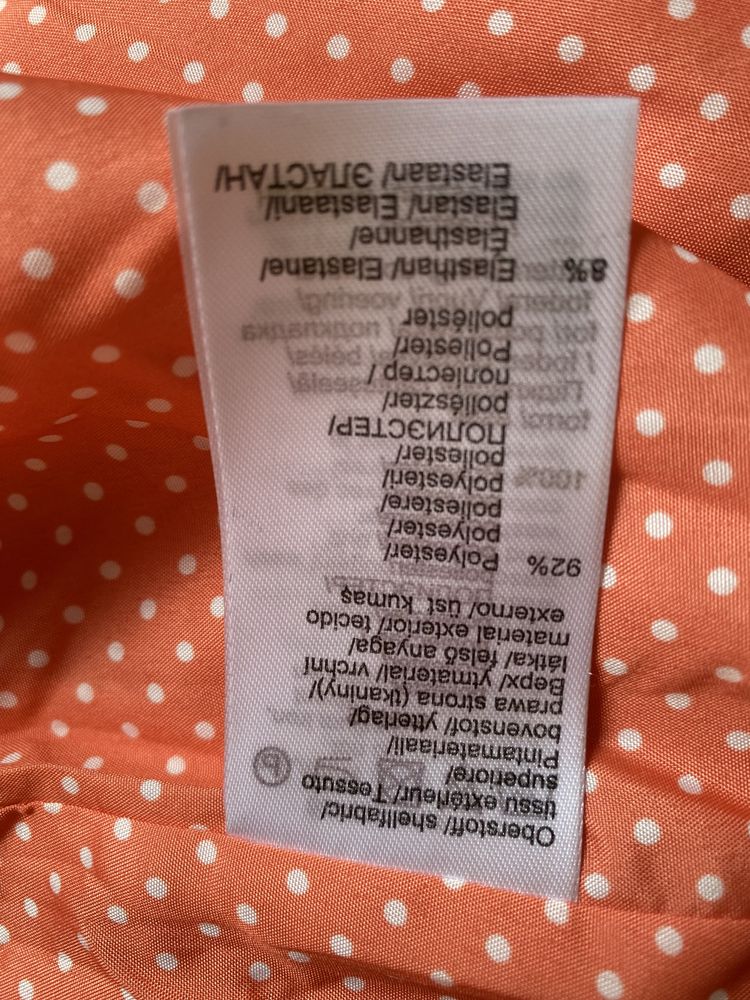 Oberstoff/ shellfabric/
tissu extérieur/ Tessuto
superiore/
Pintamateriaali/
bovenstof/ ytterlag/
prawa strona (tkaniny)/
Верх/ ytmaterial/ vrchní
látka/ felső anyaga/
material exterior/ tecido
externo/ üst kumaş
92% Polyester/
polyester/
poliestere/
polyesteri/
poliester/
ПОЛИЭСТЕР/
poliészter/
поліестер /
Poliester/
poliéster
8% Elasthan/ Elastane/
Elasthanne/
Elastan/ Elastaani/
Elastaan/ ЭЛАСТАН/
100%